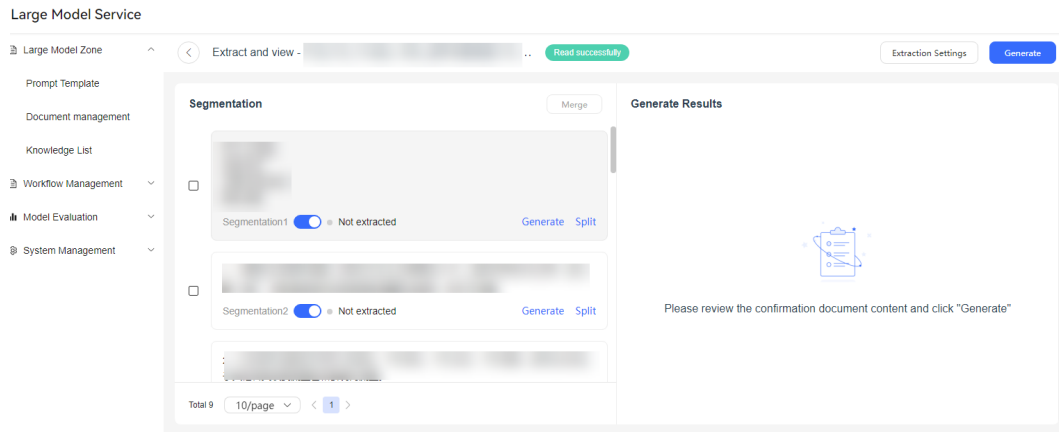 Large Model Service
Large Model Zone
Prompt Template
Document management
Knowledge List
Workflow Management
Model Evaluation
System Management
Extract and view - .. Read successfully Extraction Settings Generate
Segmentation Merge
Segmentation1 Not extracted Generate Split
Segmentation2 Not extracted Generate Split
Total 9 10/page < 1 >
Generate Results
Please review the confirmation document content and click "Generate"